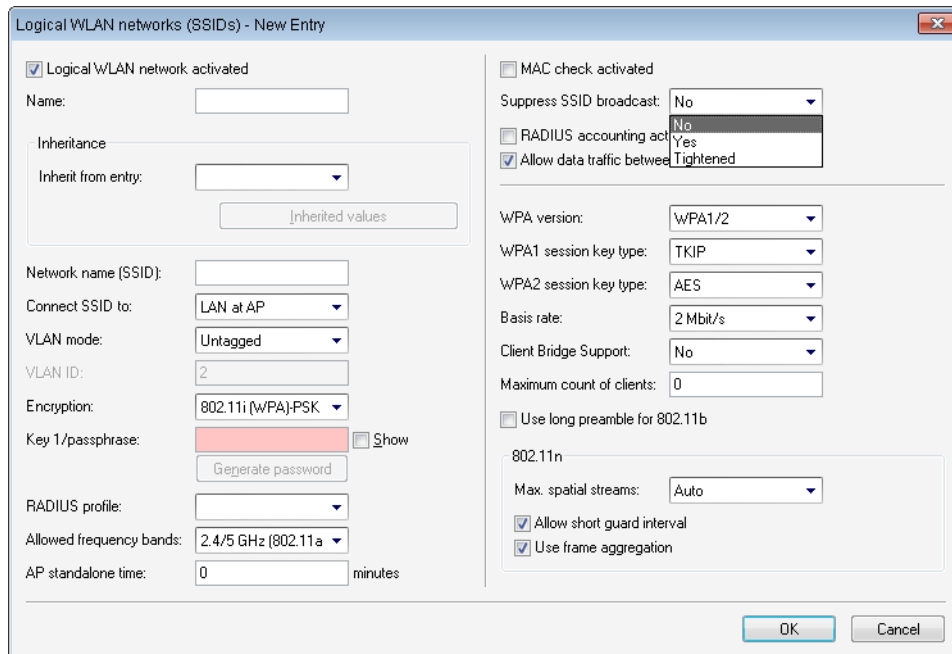 Logical WLAN networks (SSIDs) - New Entry
Logical WLAN network activated
Name:
Inheritance
Inherit from entry:
Inherited values
Network name (SSID):
Connect SSID to: LAN at AP
VLAN mode: Untagged
VLAN ID: 2
Encryption: 802.11i (WPA)-PSK
Key 1/passphrase: Show
Generate password
RADIUS profile:
Allowed frequency bands: 2.4/5 GHz (802.11a
AP standalone time: 0 minutes
MAC check activated
Suppress SSID broadcast: No
No
Yes
Tightened
RADIUS accounting act
Allow data traffic betwee
WPA version: WPA1/2
WPA1 session key type: TKIP
WPA2 session key type: AES
Basis rate: 2 Mbit/s
Client Bridge Support: No
Maximum count of clients: 0
Use long preamble for 802.11b
802.11n
Max. spatial streams: Auto
Allow short guard interval
Use frame aggregation
OK Cancel